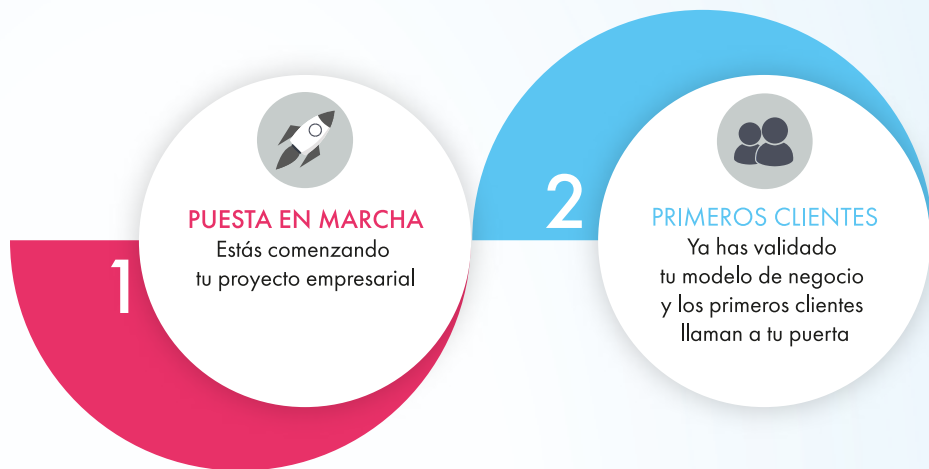 1
PUESTA EN MARCHA
Estás comenzando
tu proyecto empresarial
2
PRIMEROS CLIENTES
Ya has validado
tu modelo de negocio
y los primeros clientes
llaman a tu puerta